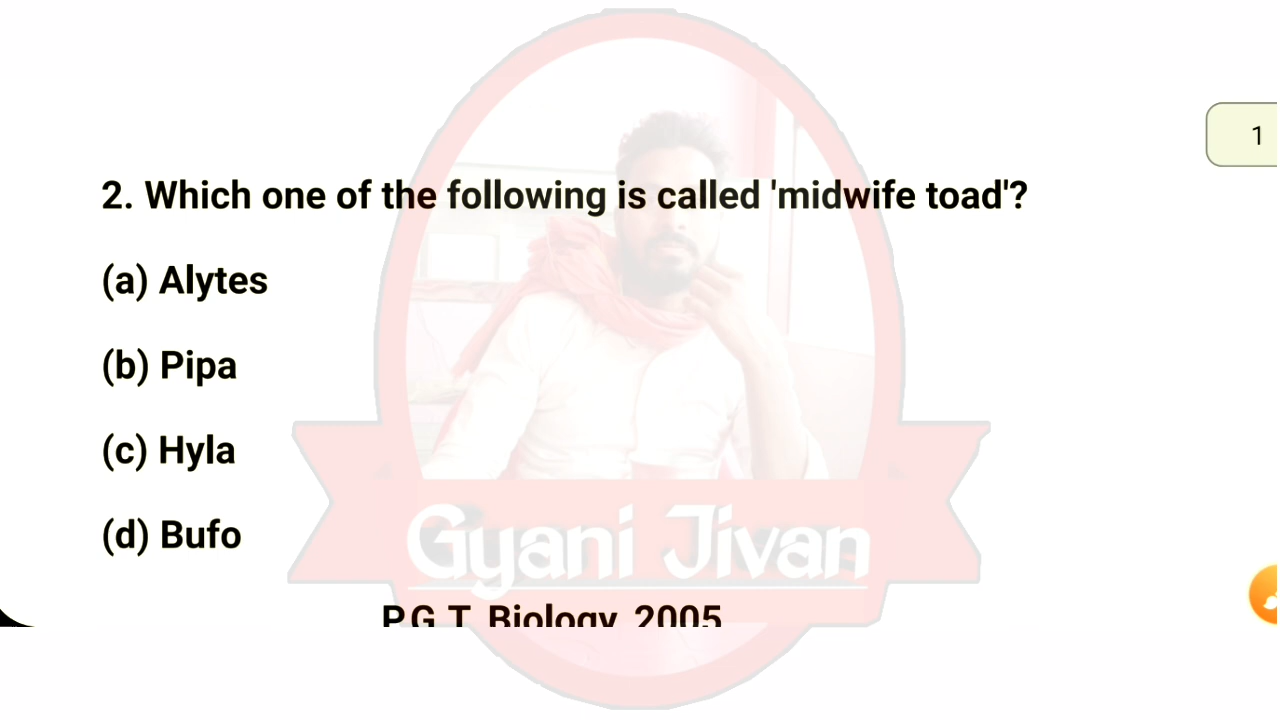 1
2. Which one of the following is called 'midwife toad'?
(a) Alytes
(b) Pipa
(c) Hyla
(d) Bufo
Gyani Jivan
P.G.T. Biology, 2005